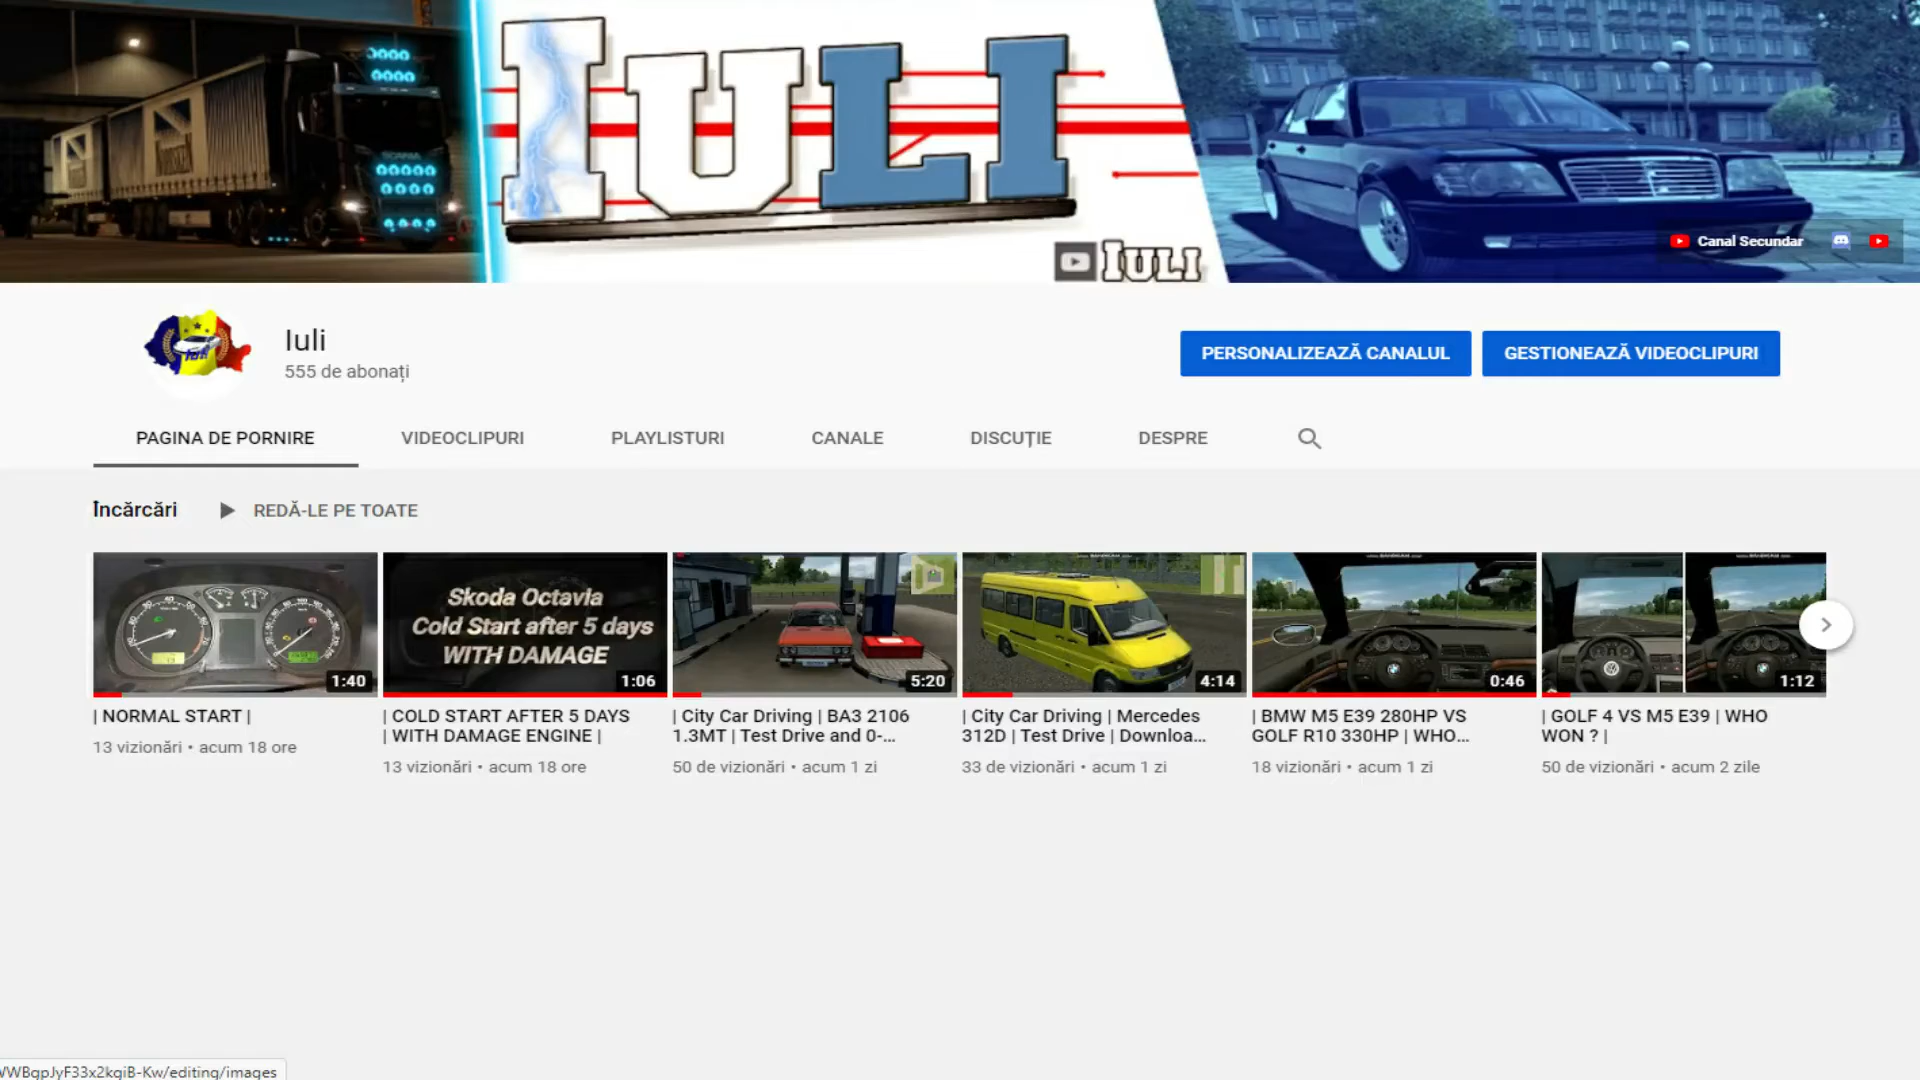 IULI
SCANIA
IULI
Canal Secundar
Iuli
555 de abonați
PERSONALIZEAZĂ CANALUL
GESTIONEAZĂ VIDEOCLIPURI
PAGINA DE PORNIRE
VIDEOCLIPURI
PLAYLISTURI
CANALE
DISCUȚIE
DESPRE
Încărcări
REDĂ-LE PE TOATE
Skoda Octavia
Cold Start after 5 days
WITH DAMAGE
1:40
1:06
5:20
4:14
0:46
1:12
| NORMAL START |
13 vizionări • acum 18 ore
| COLD START AFTER 5 DAYS
| WITH DAMAGE ENGINE |
13 vizionări • acum 18 ore
| City Car Driving | BA3 2106
1.3MT | Test Drive and 0-...
50 de vizionări • acum 1 zi
| City Car Driving | Mercedes
312D | Test Drive | Downloa...
33 de vizionări • acum 1 zi
| BMW M5 E39 280HP VS
GOLF R10 330HP | WHO...
18 vizionări • acum 1 zi
| GOLF 4 VS M5 E39 | WHO
WON ? |
50 de vizionări • acum 2 zile
WBqpJyF33x2kqiB-Kw/editing/images